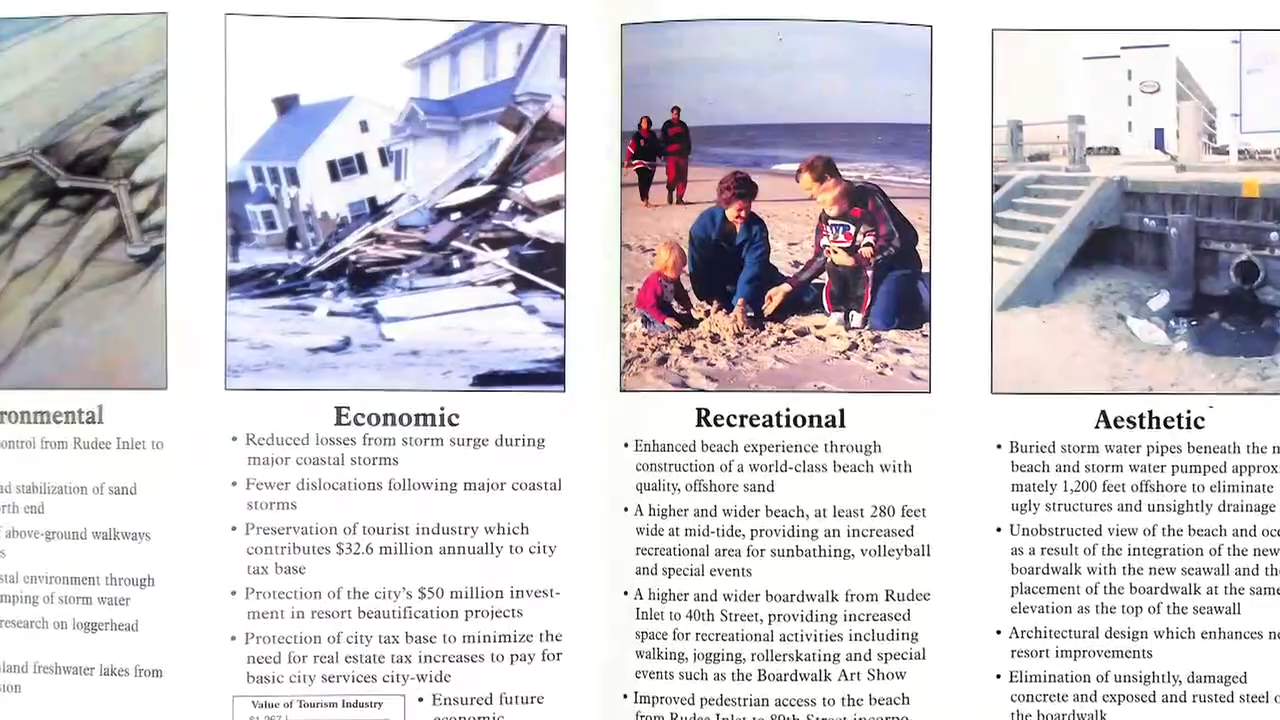 ronmental
ontrol from Rudee Inlet to
ad stabilization of sand
rth end
above-ground walkways
s
stal environment through
mping of storm water
research on loggerhead
land freshwater lakes from
sion
Economic
• Reduced losses from storm surge during
major coastal storms
• Fewer dislocations following major coastal
storms
• Preservation of tourist industry which
contributes $32.6 million annually to city
tax base
• Protection of the city's $50 million invest-
ment in resort beautification projects
• Protection of city tax base to minimize the
need for real estate tax increases to pay for
basic city services city-wide
Value of Tourism Industry
• Ensured future
economic
Recreational
• Enhanced beach experience through
construction of a world-class beach with
quality, offshore sand
• A higher and wider beach, at least 280 feet
wide at mid-tide, providing an increased
recreational area for sunbathing, volleyball
and special events
• A higher and wider boardwalk from Rudee
Inlet to 40th Street, providing increased
space for recreational activities including
walking, jogging, rollerskating and special
events such as the Boardwalk Art Show
• Improved pedestrian access to the beach
from Rudee Inlet to 89th Street incorpo-
Aesthetic
• Buried storm water pipes beneath the n
beach and storm water pumped approxi
mately 1,200 feet offshore to eliminate
ugly structures and unsightly drainage
• Unobstructed view of the beach and oce
as a result of the integration of the new
boardwalk with the new seawall and the
placement of the boardwalk at the same
elevation as the top of the seawall
• Architectural design which enhances ne
resort improvements
• Elimination of unsightly, damaged
concrete and exposed and rusted steel o
the boardwalk